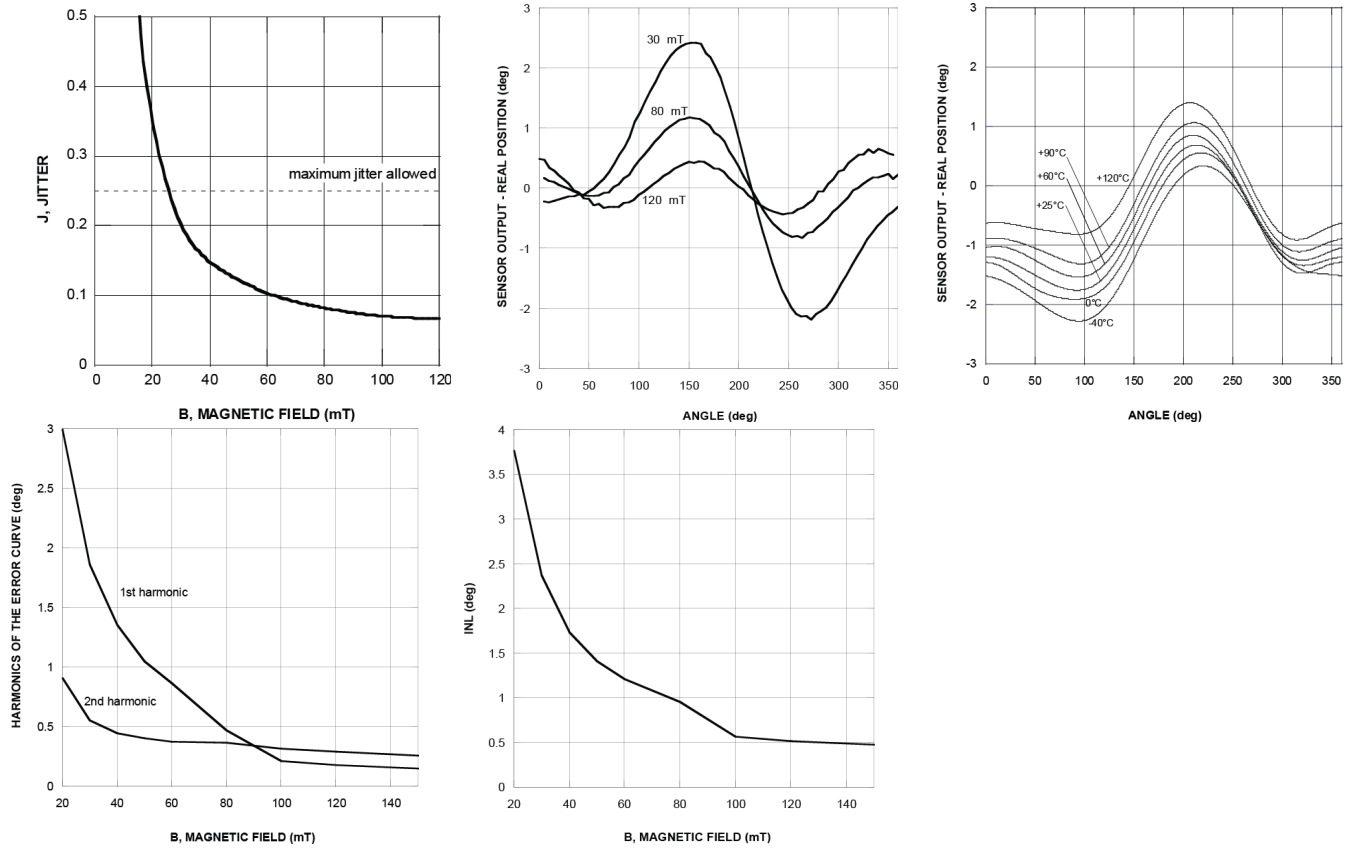 0.5
0.4
0.3
0.2
0.1
0
J, JITTER
maximum jitter allowed
0 20 40 60 80 100 120
B, MAGNETIC FIELD (mT)
3
2
1
0
-1
-2
-3
SENSOR OUTPUT - REAL POSITION (deg)
30 mT
80 mT
120 mT
0 50 100 150 200 250 300 350
ANGLE (deg)
3
2
1
0
-1
-2
-3
SENSOR OUTPUT - REAL POSITION (deg)
+90°C
+60°C
+120°C
+25°C
0°C
-40°C
0 50 100 150 200 250 300 350
ANGLE (deg)
3
2.5
2
1.5
1
0.5
0
HARMONICS OF THE ERROR CURVE (deg)
1st harmonic
2nd harmonic
20 40 60 80 100 120 140
B, MAGNETIC FIELD (mT)
4
3.5
3
2.5
2
1.5
1
0.5
0
INL (deg)
20 40 60 80 100 120 140
B, MAGNETIC FIELD (mT)